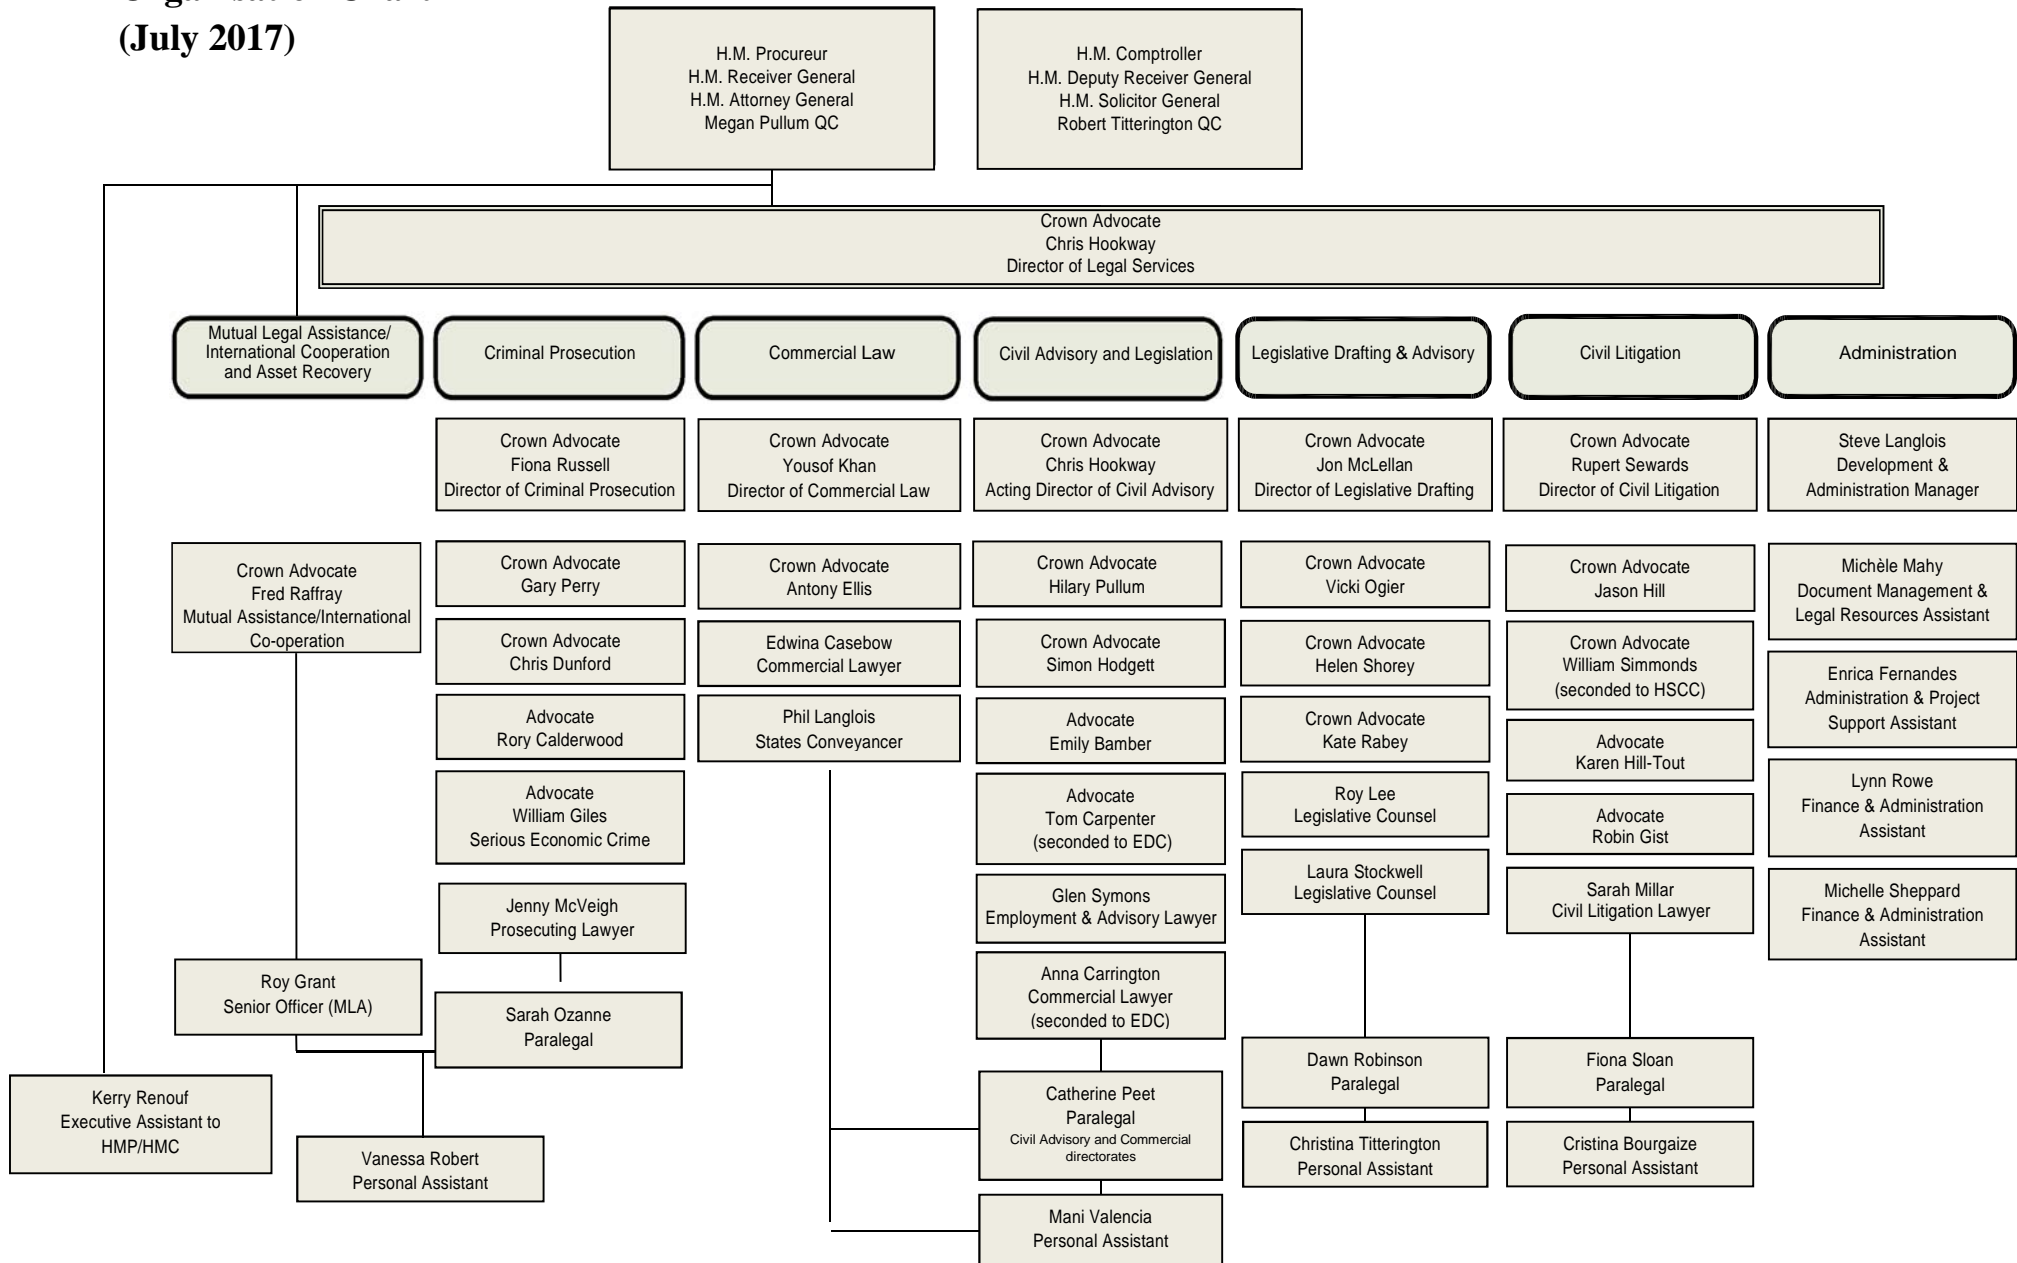 (July 2017)
H.M. Procureur
H.M. Receiver General
H.M. Attorney General
Megan Pullum QC
H.M. Comptroller
H.M. Deputy Receiver General
H.M. Solicitor General
Robert Titterington QC
Crown Advocate
Chris Hookway
Director of Legal Services
Mutual Legal Assistance/
International Cooperation
and Asset Recovery
Criminal Prosecution
Commercial Law
Civil Advisory and Legislation
Legislative Drafting & Advisory
Civil Litigation
Administration
Crown Advocate
Fiona Russell
Director of Criminal Prosecution
Crown Advocate
Yousof Khan
Director of Commercial Law
Crown Advocate
Chris Hookway
Acting Director of Civil Advisory
Crown Advocate
Jon McLellan
Director of Legislative Drafting
Crown Advocate
Rupert Sewards
Director of Civil Litigation
Steve Langlois
Development &
Administration Manager
Crown Advocate
Fred Raffray
Mutual Assistance/International
Co-operation
Roy Grant
Senior Officer (MLA)
Kerry Renouf
Executive Assistant to
HMP/HMC
Vanessa Robert
Personal Assistant
Crown Advocate
Gary Perry
Crown Advocate
Chris Dunford
Advocate
Rory Calderwood
Advocate
William Giles
Serious Economic Crime
Jenny McVeigh
Prosecuting Lawyer
Sarah Ozanne
Paralegal
Crown Advocate
Antony Ellis
Edwina Casebow
Commercial Lawyer
Phil Langlois
States Conveyancer
Crown Advocate
Hilary Pullum
Crown Advocate
Simon Hodgett
Advocate
Emily Bamber
Advocate
Tom Carpenter
(seconded to EDC)
Glen Symons
Employment & Advisory Lawyer
Anna Carrington
Commercial Lawyer
(seconded to EDC)
Catherine Peet
Paralegal
Civil Advisory and Commercial
directorates
Mani Valencia
Personal Assistant
Crown Advocate
Vicki Ogier
Crown Advocate
Helen Shorey
Crown Advocate
Kate Rabey
Roy Lee
Legislative Counsel
Laura Stockwell
Legislative Counsel
Dawn Robinson
Paralegal
Christina Titterington
Personal Assistant
Crown Advocate
Jason Hill
Crown Advocate
William Simmonds
(seconded to HSCC)
Advocate
Karen Hill-Tout
Advocate
Robin Gist
Sarah Millar
Civil Litigation Lawyer
Fiona Sloan
Paralegal
Cristina Bourgaize
Personal Assistant
Michèle Mahy
Document Management &
Legal Resources Assistant
Enrica Fernandes
Administration & Project
Support Assistant
Lynn Rowe
Finance & Administration
Assistant
Michelle Sheppard
Finance & Administration
Assistant